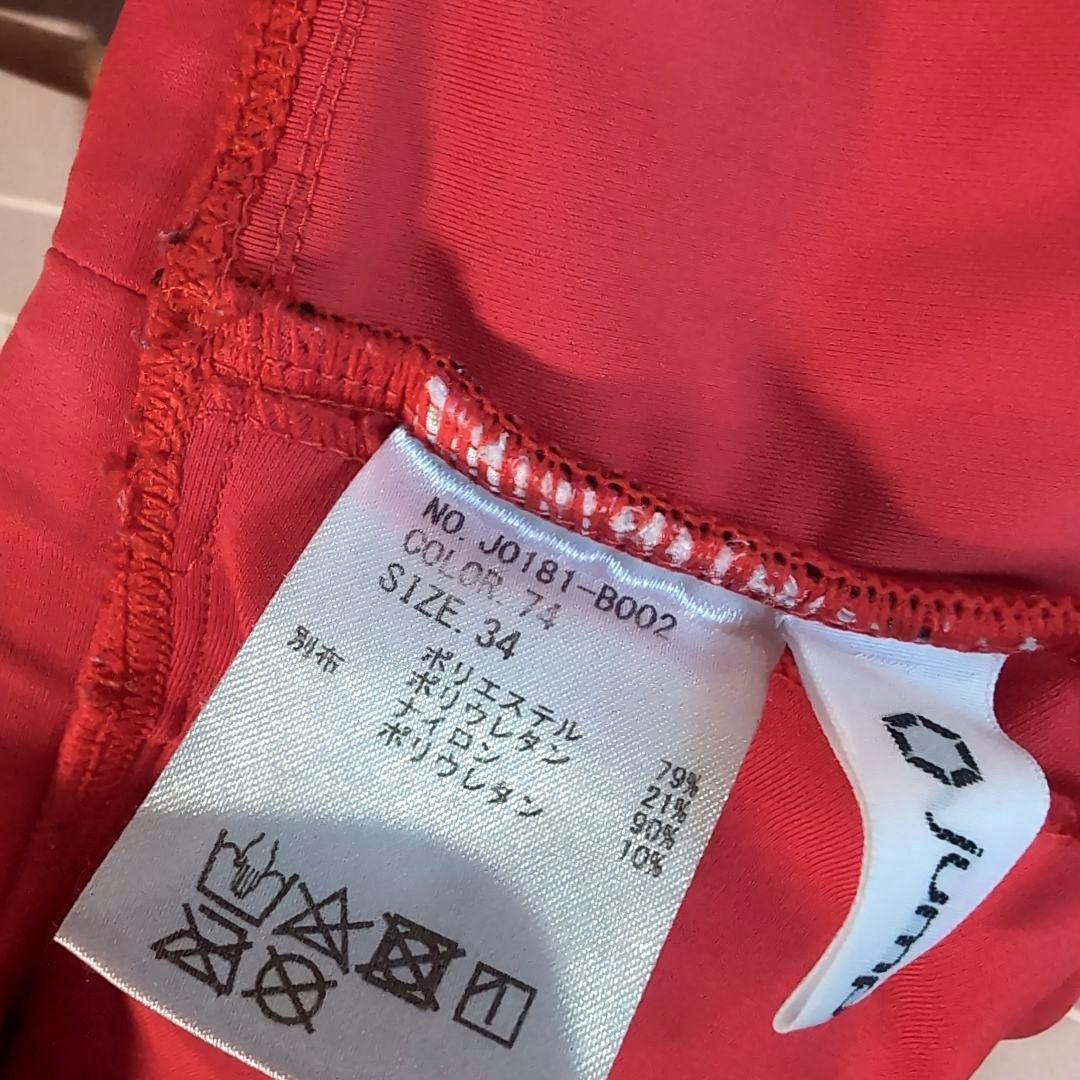 NO. J0181-B002
COLOR. 74
SIZE. 34
ポリエステル 79%
ポリウレタン 21%
別布 ナイロン 90%
ポリウレタン 10%